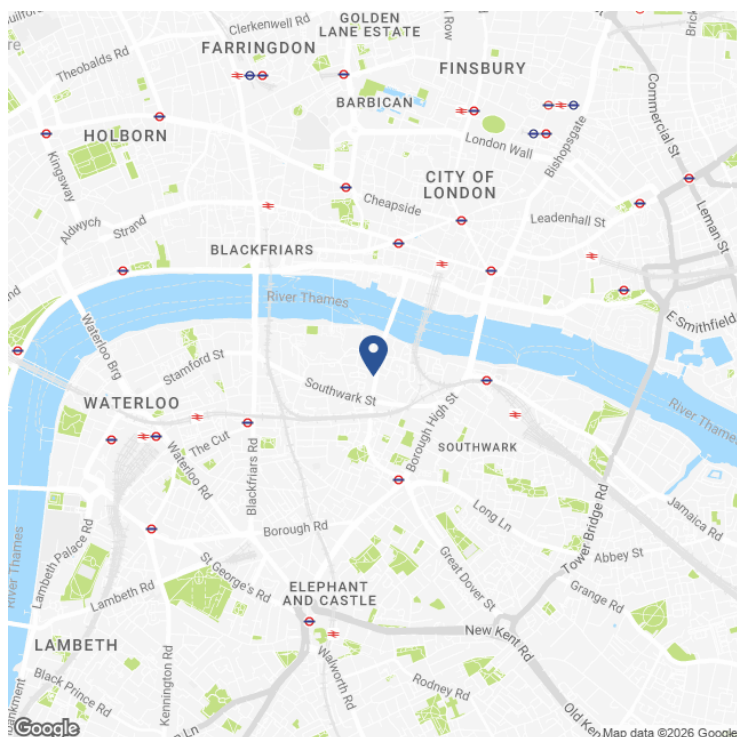 GOLDEN
LANE ESTATE
Clerkenwell Rd
FARRINGDON
Theobalds Rd
FINSBURY
BARBICAN
Commercial St
Bishopsgate
HOLBORN
Kingsway
London Wall
CITY OF
LONDON
Cheapside
Leadenhall St
Leman St
Aldwych
Strand
BLACKFRIARS
River Thames
E Smithfield
Waterloo Brg
Stamford St
Southwark St
WATERLOO
River Thames
The Cut
Borough High St
SOUTHWARK
Waterloo Rd
Blackfriars Rd
Long Ln
Jamaica Rd
Tower Bridge Rd
Borough Rd
River Thames
Lambeth Palace Rd
Abbey St
Great Dover St
St George's Rd
Lambeth Rd
ELEPHANT
AND CASTLE
Grange Rd
New Kent Rd
LAMBETH
Kennington Rd
Walworth Rd
Black Prince Rd
Rodney Rd
Google
Map data ©2026 Google